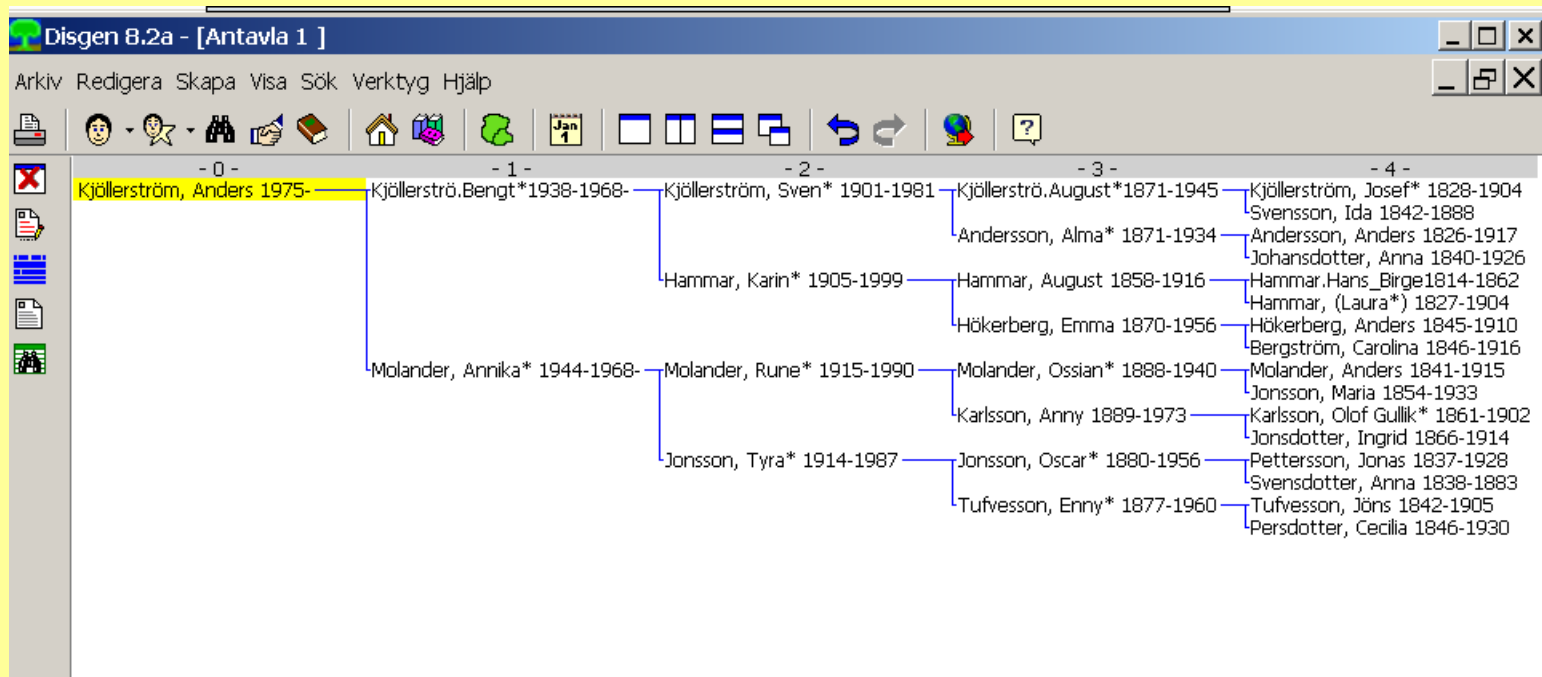 Disgen 8.2a - [Antavla 1 ]
Arkiv Redigera Skapa Visa Sök Verktyg Hjälp
Jan
1
?
- 0 - - 1 - - 2 - - 3 - - 4 -
Kjöllerström, Anders 1975- Kjöllerströ.Bengt*1938-1968- Kjöllerström, Sven* 1901-1981 Kjöllerströ.August*1871-1945 Kjöllerström, Josef* 1828-1904
Svensson, Ida 1842-1888
Andersson, Alma* 1871-1934 Andersson, Anders 1826-1917
Johansdotter, Anna 1840-1926
Hammar, Karin* 1905-1999 Hammar, August 1858-1916 Hammar.Hans_Birge1814-1862
Hammar, (Laura*) 1827-1904
Hökerberg, Emma 1870-1956 Hökerberg, Anders 1845-1910
Bergström, Carolina 1846-1916
Molander, Annika* 1944-1968- Molander, Rune* 1915-1990 Molander, Ossian* 1888-1940 Molander, Anders 1841-1915
Jonsson, Maria 1854-1933
Karlsson, Anny 1889-1973 Karlsson, Olof Gullik* 1861-1902
Jonsdotter, Ingrid 1866-1914
Jonsson, Tyra* 1914-1987 Jonsson, Oscar* 1880-1956 Pettersson, Jonas 1837-1928
Svensdotter, Anna 1838-1883
Tufvesson, Enny* 1877-1960 Tufvesson, Jöns 1842-1905
Persdotter, Cecilia 1846-1930